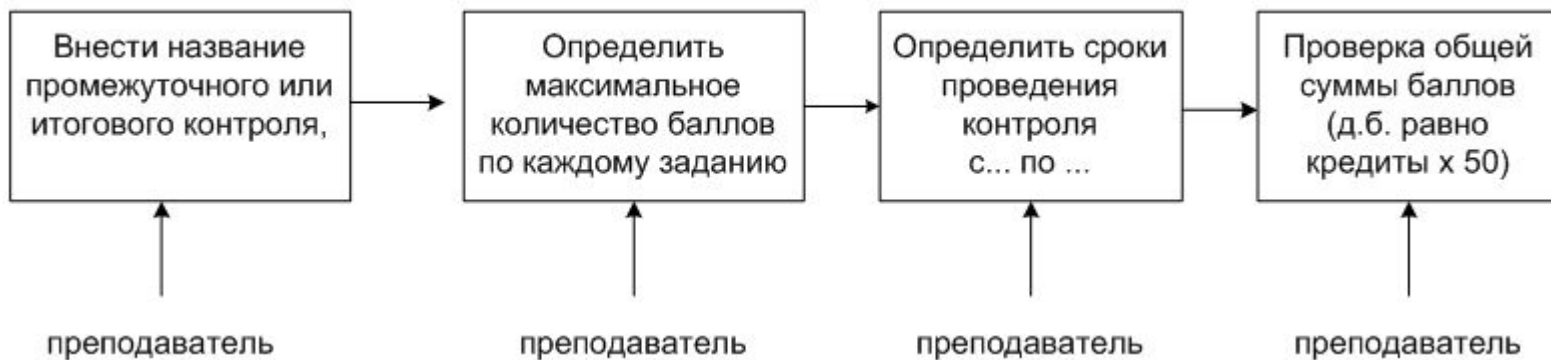 Внести название
промежуточного или
итогового контроля,
Определить
максимальное
количество баллов
по каждому заданию
Определить сроки
проведения
контроля
с... по ...
Проверка общей
суммы баллов
(д.б. равно
кредиты х 50)
преподаватель
преподаватель
преподаватель
преподаватель